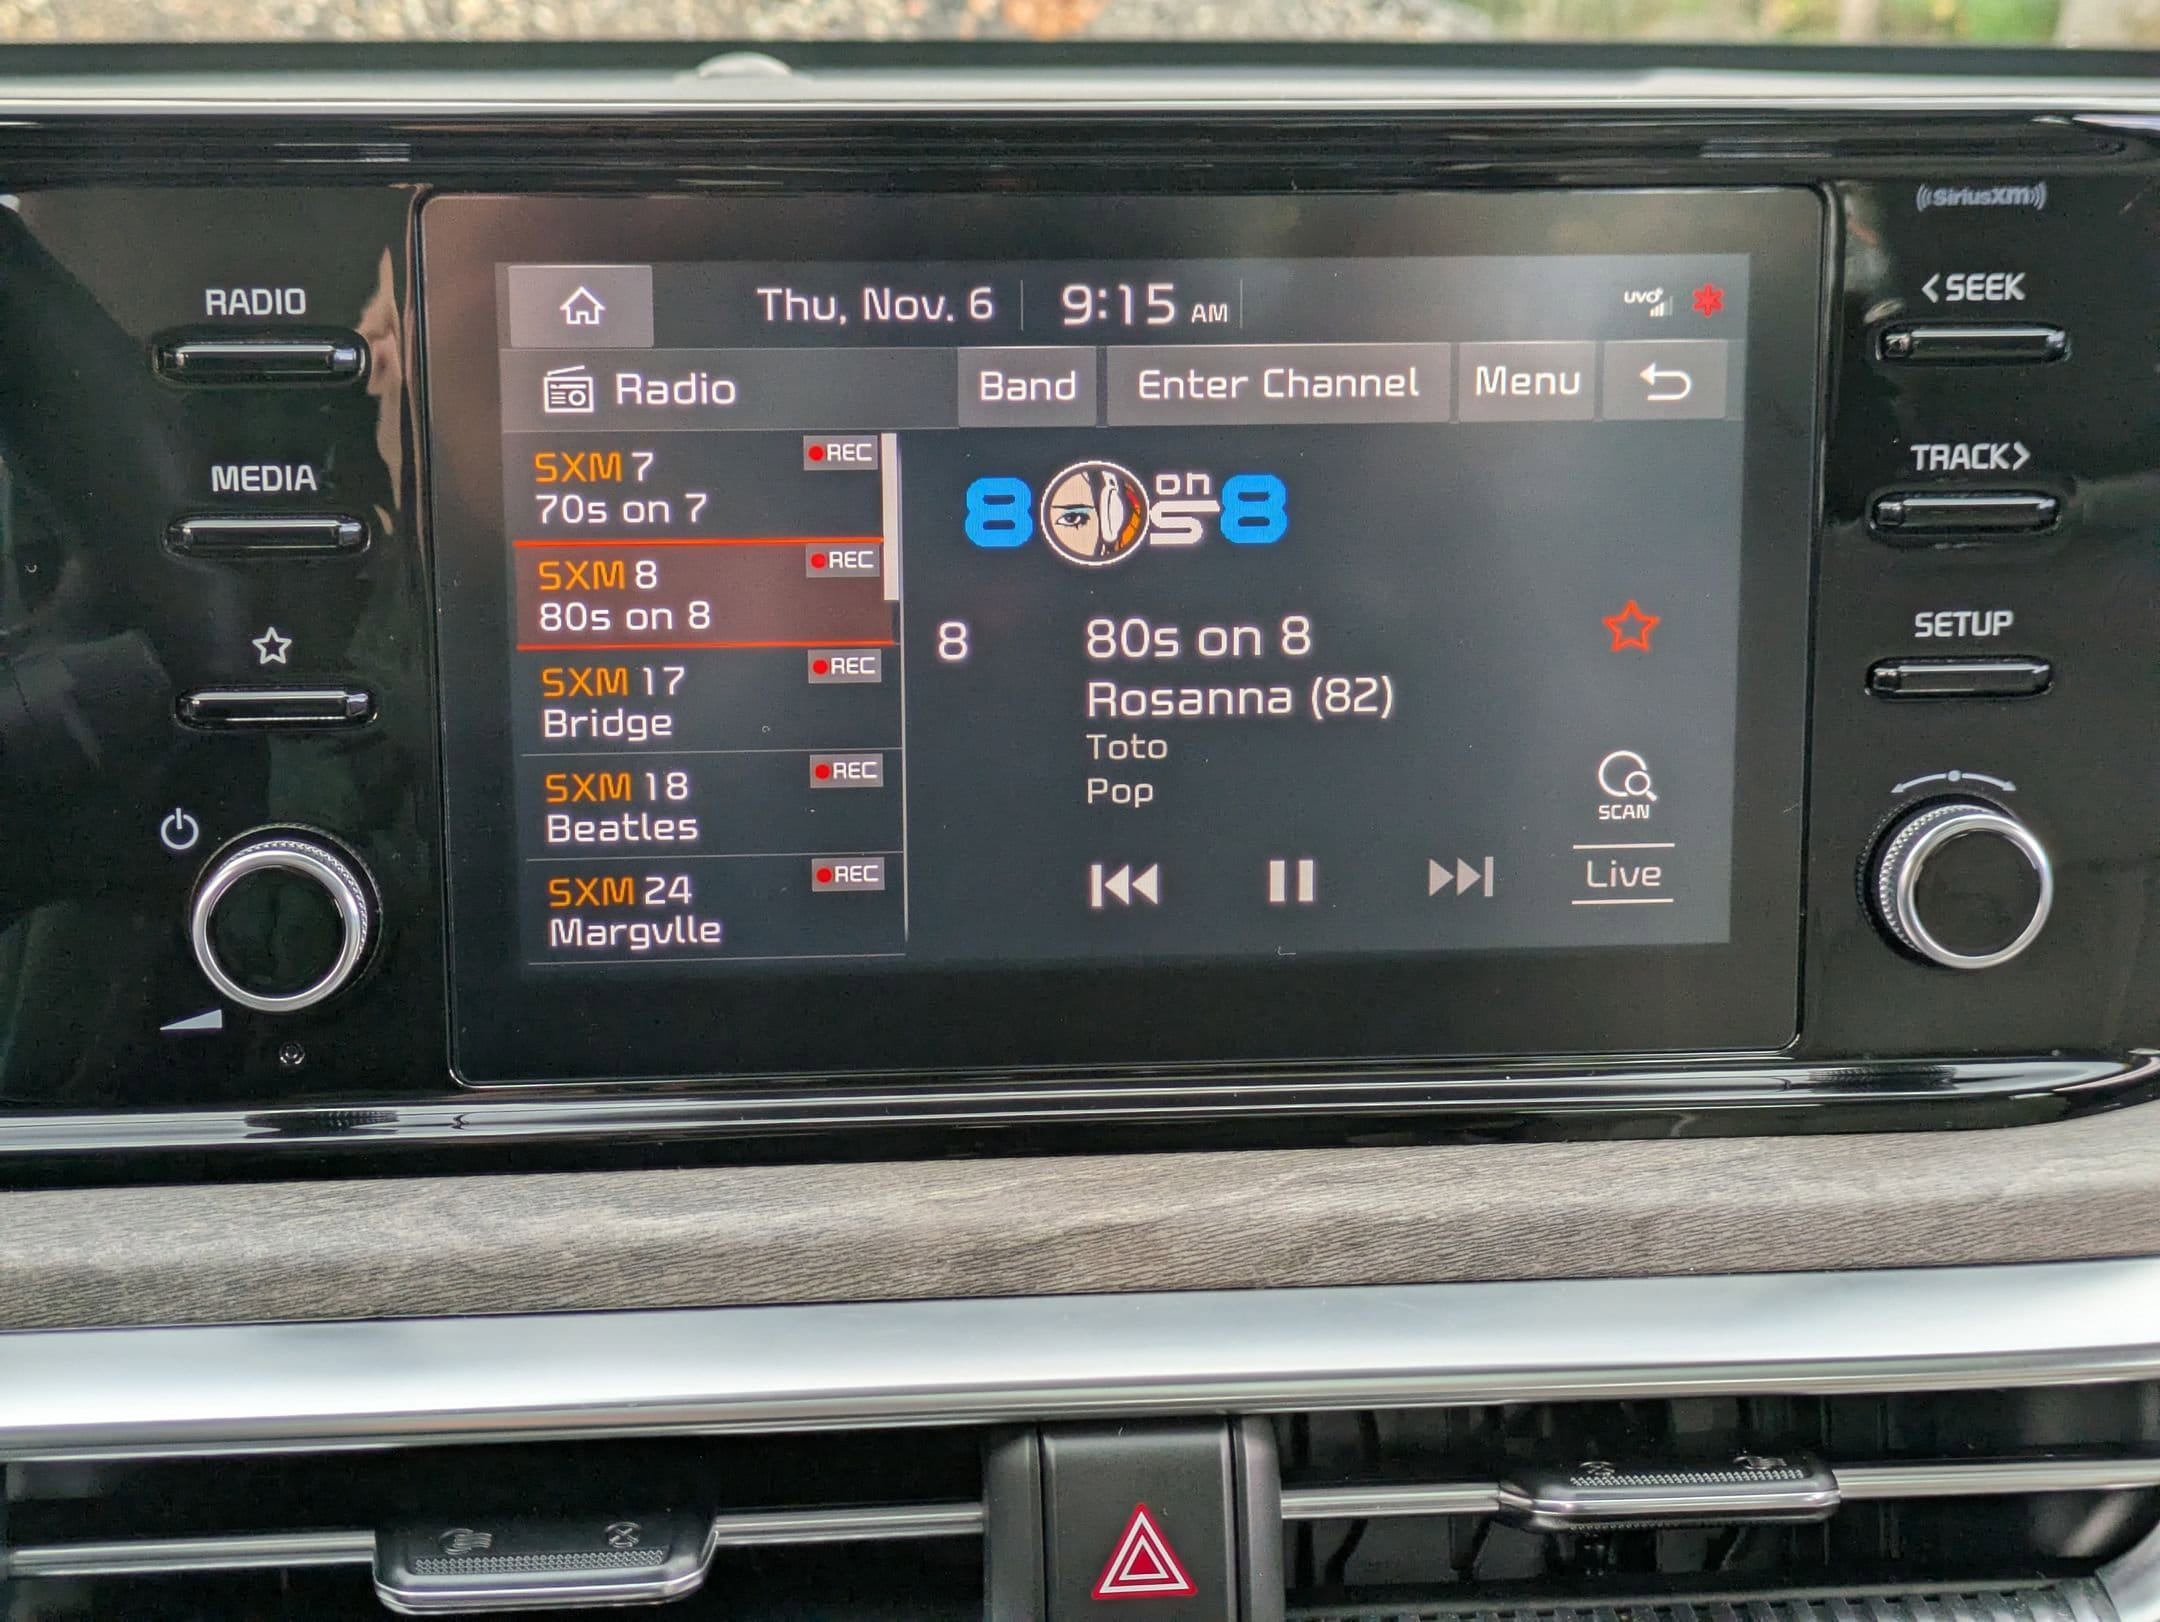 SiriusXM
RADIO
MEDIA
Thu, Nov. 6
9:15 AM
UVO
Radio
Band
Enter Channel
Menu
SXM 7
REC
70s on 7
SXM 8
REC
80s on 8
SXM 17
REC
Bridge
SXM 18
REC
Beatles
SXM 24
REC
Margvlle
80s on 8
8
80s on 8
Rosanna (82)
Toto
Pop
SCAN
Live
< SEEK
TRACK >
SETUP